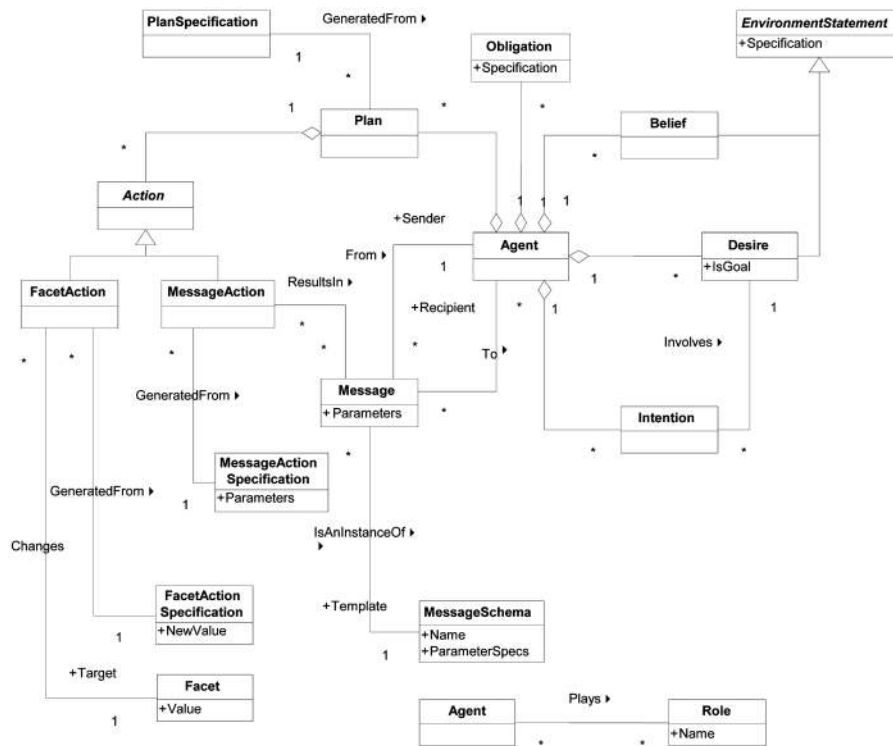 GeneratedFrom ▸
EnvironmentStatement
+Specification
PlanSpecification
Obligation
+Specification
1
*
*
*
1
Plan
Belief
*
*
Action
1
1
1
+Sender
From ▸
Agent
1
1
*
Desire
+IsGoal
ResultsIn ▸
FacetAction
MessageAction
+Recipient
*
1
1
*
*
*
*
*
*
To ▸
Involves ▸
GeneratedFrom ▸
Message
+ Parameters
*
Intention
*
*
*
MessageAction
Specification
+Parameters
GeneratedFrom ▸
1
IsAnInstanceOf ▸
▸
Changes
FacetAction
Specification
+NewValue
1
+Template
MessageSchema
+Name
+ParameterSpecs
1
+Target
Facet
+Value
1
Plays ▸
Agent
Role
+Name
*
*